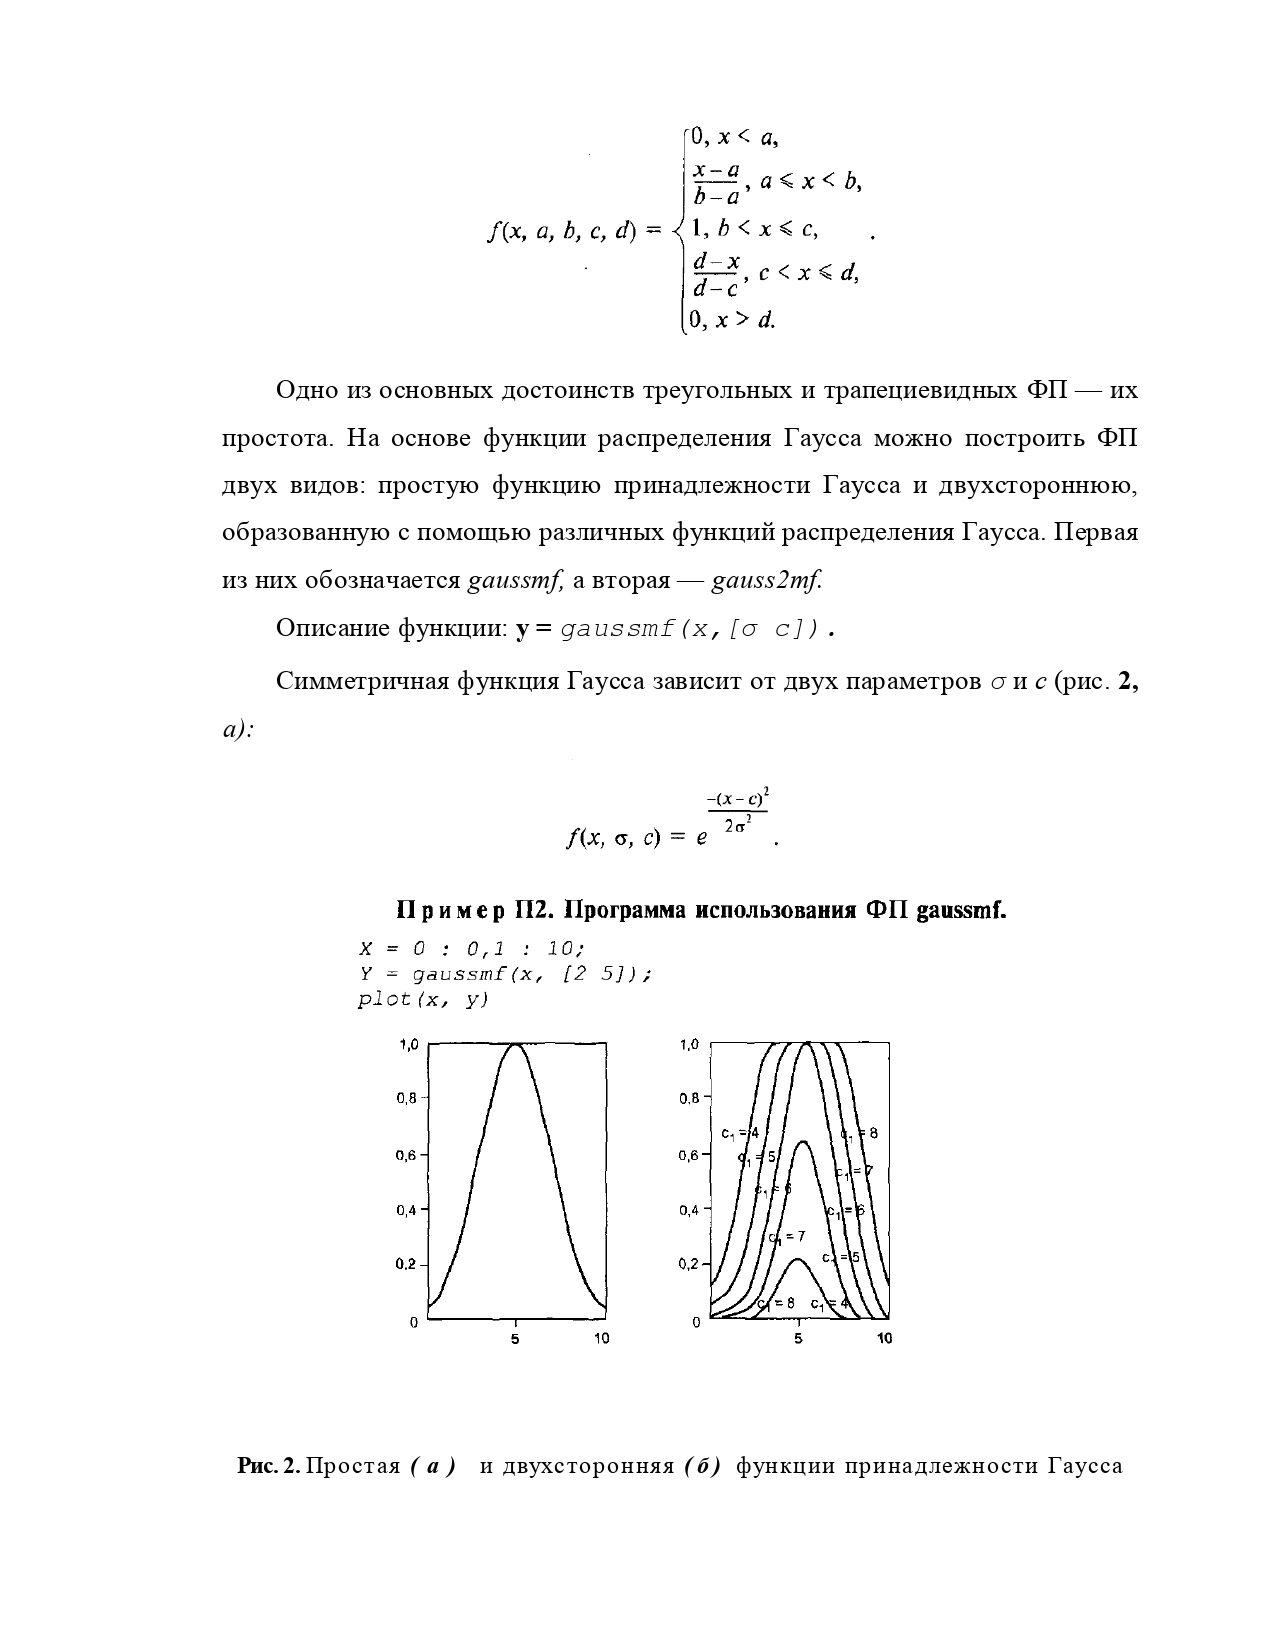 f(x, a, b, c, d) = { 0, x < a,
(x – a)/(b – a), a ⩽ x < b,
1, b < x ⩽ c,
(d – x)/(d – c), c < x ⩽ d,
0, x > d. .
Одно из основных достоинств треугольных и трапециевидных ФП — их
простота. На основе функции распределения Гаусса можно построить ФП
двух видов: простую функцию принадлежности Гаусса и двухстороннюю,
образованную с помощью различных функций распределения Гаусса. Первая
из них обозначается gaussmf, а вторая — gauss2mf.
Описание функции: y = gaussmf(x,[σ c]).
Симметричная функция Гаусса зависит от двух параметров σ и c (рис. 2,
а):
f(x, σ, c) = e^(–(x – c)²/2σ²).
Пример П2. Программа использования ФП gaussmf.
X = 0 : 0,1 : 10;
Y = gaussmf(x, [2 5]);
plot(x, y)
1,0
0,8
0,6
0,4
0,2
0
5
10
1,0
0,8
0,6
0,4
0,2
0
5
10
c₁ = 4
c₁ = 5
c₁ = 6
c₁ = 7
c₁ = 8
c₁ = 8
c₁ = 7
c₁ = 6
c₁ = 5
c₁ = 4
Рис. 2. Простая ( а ) и двухсторонняя (б) функции принадлежности Гаусса